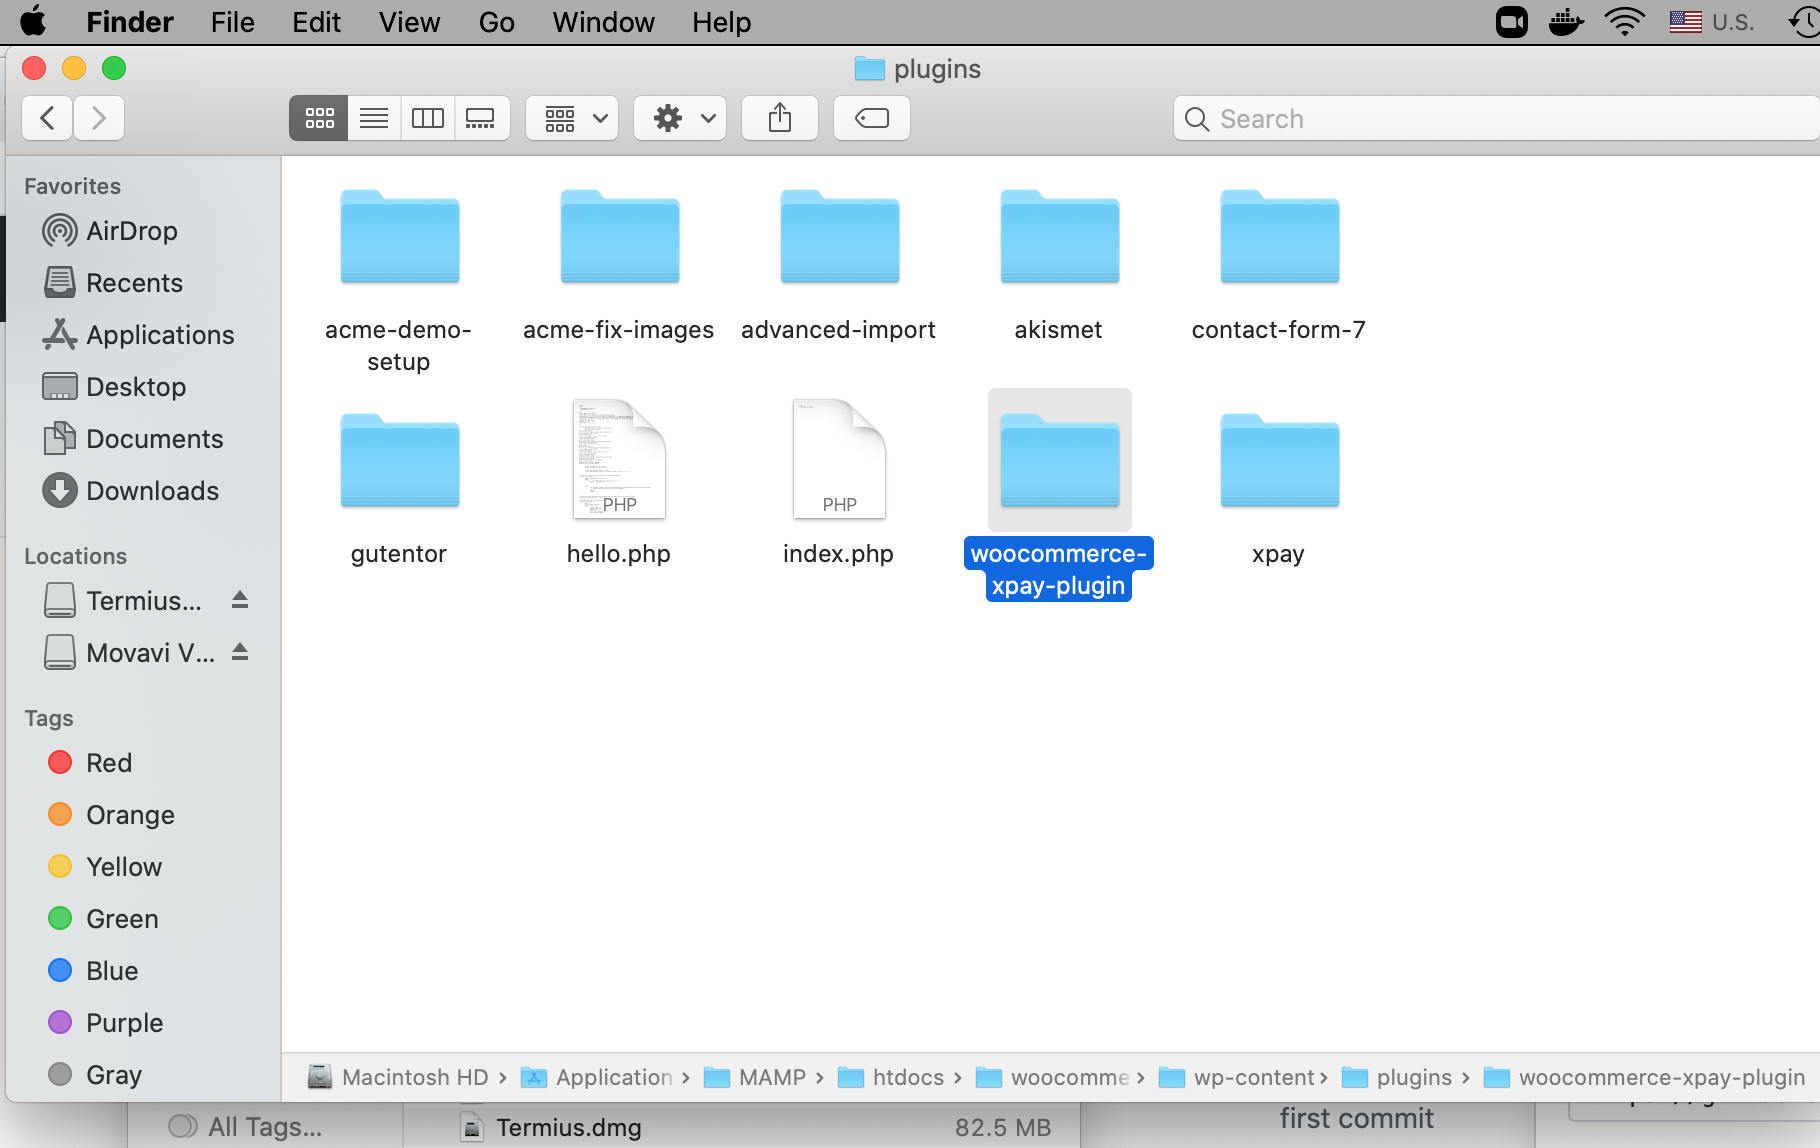 Finder File Edit View Go Window Help U.S.
plugins
Search
Favorites
AirDrop
Recents
Applications
Desktop
Documents
Downloads
Locations
Termius...
Movavi V...
Tags
Red
Orange
Yellow
Green
Blue
Purple
Gray
acme-demo-
setup
acme-fix-images
advanced-import
akismet
contact-form-7
gutentor
PHP
hello.php
PHP
index.php
woocommerce-
xpay-plugin
xpay
Macintosh HD › Application › MAMP › htdocs › woocomme › wp-content › plugins › woocommerce-xpay-plugin
All Tags...
Termius.dmg 82.5 MB
first commit